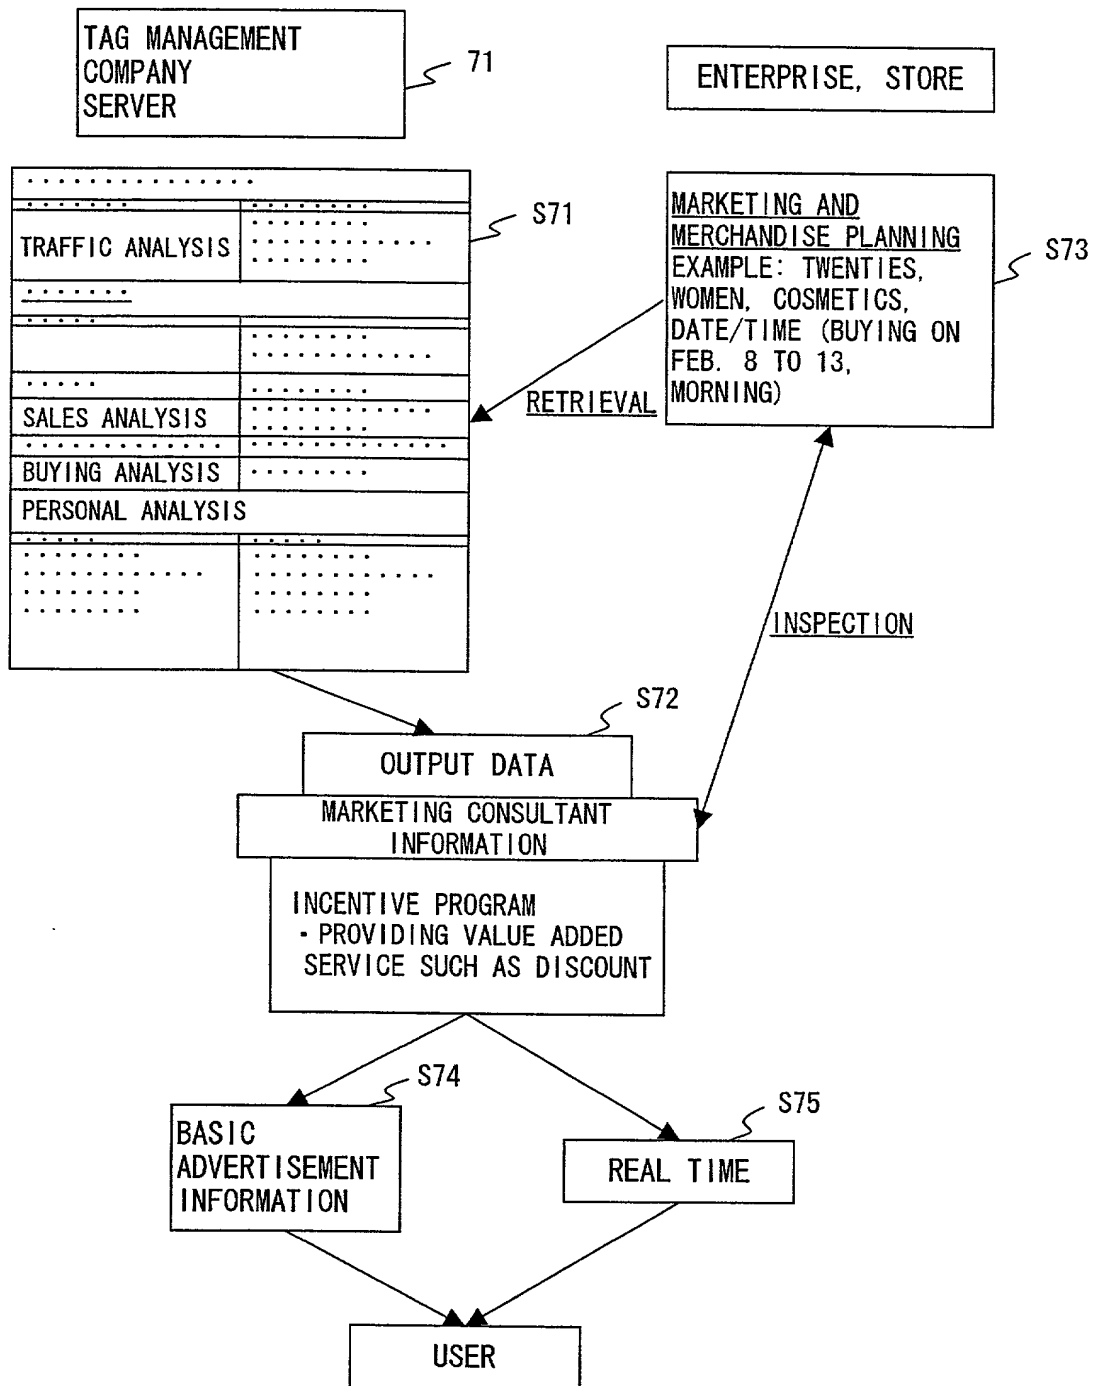 TAG MANAGEMENT
COMPANY
SERVER
71
ENTERPRISE, STORE
TRAFFIC ANALYSIS
S71
SALES ANALYSIS
BUYING ANALYSIS
PERSONAL ANALYSIS
MARKETING AND
MERCHANDISE PLANNING
EXAMPLE: TWENTIES,
WOMEN, COSMETICS,
DATE/TIME (BUYING ON
FEB. 8 TO 13,
MORNING)
S73
RETRIEVAL
INSPECTION
S72
OUTPUT DATA
MARKETING CONSULTANT
INFORMATION
INCENTIVE PROGRAM
・PROVIDING VALUE ADDED
SERVICE SUCH AS DISCOUNT
S74
BASIC
ADVERTISEMENT
INFORMATION
S75
REAL TIME
USER